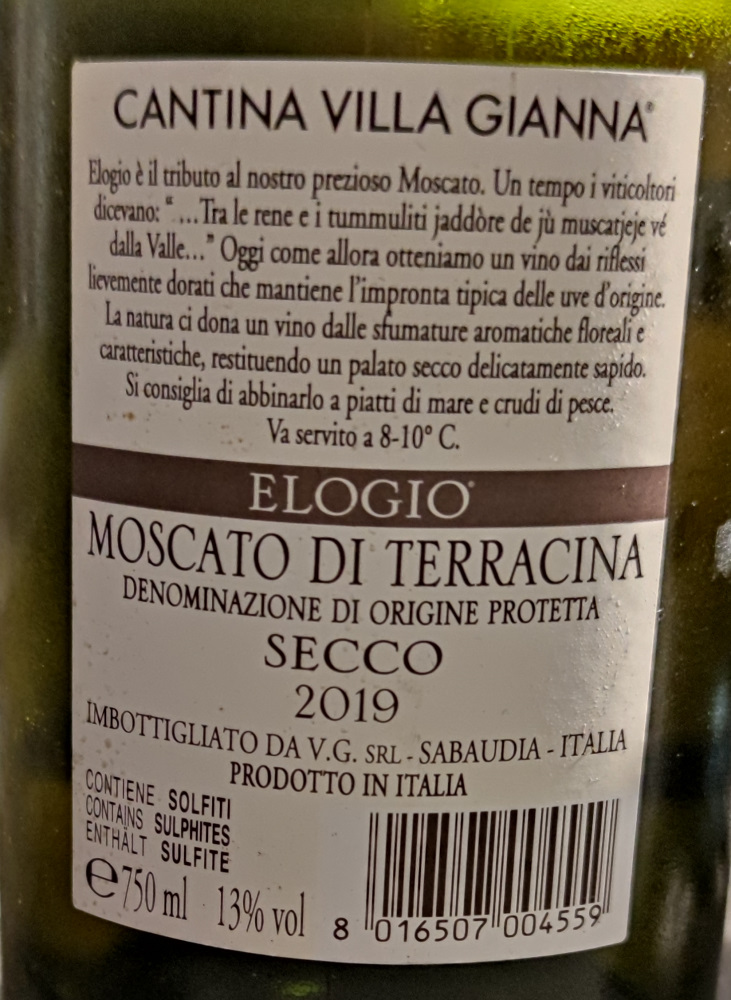 CANTINA VILLA GIANNA®
Elogio è il tributo al nostro prezioso Moscato. Un tempo i viticoltori
dicevano: “ ...Tra le rene e i tummuliti jaddòre de jù muscatjeje vé
dalla Valle...” Oggi come allora otteniamo un vino dai riflessi
lievemente dorati che mantiene l'impronta tipica delle uve d'origine.
La natura ci dona un vino dalle sfumature aromatiche floreali e
caratteristiche, restituendo un palato secco delicatamente sapido.
Si consiglia di abbinarlo a piatti di mare e crudi di pesce.
Va servito a 8-10° C.
ELOGIO®
MOSCATO DI TERRACINA
DENOMINAZIONE DI ORIGINE PROTETTA
SECCO
2019
IMBOTTIGLIATO DA V.G. SRL - SABAUDIA - ITALIA
PRODOTTO IN ITALIA
CONTIENE SOLFITI
CONTAINS SULPHITES
ENTHÄLT SULFITE
℮ 750 ml 13% vol
8 016507 004559